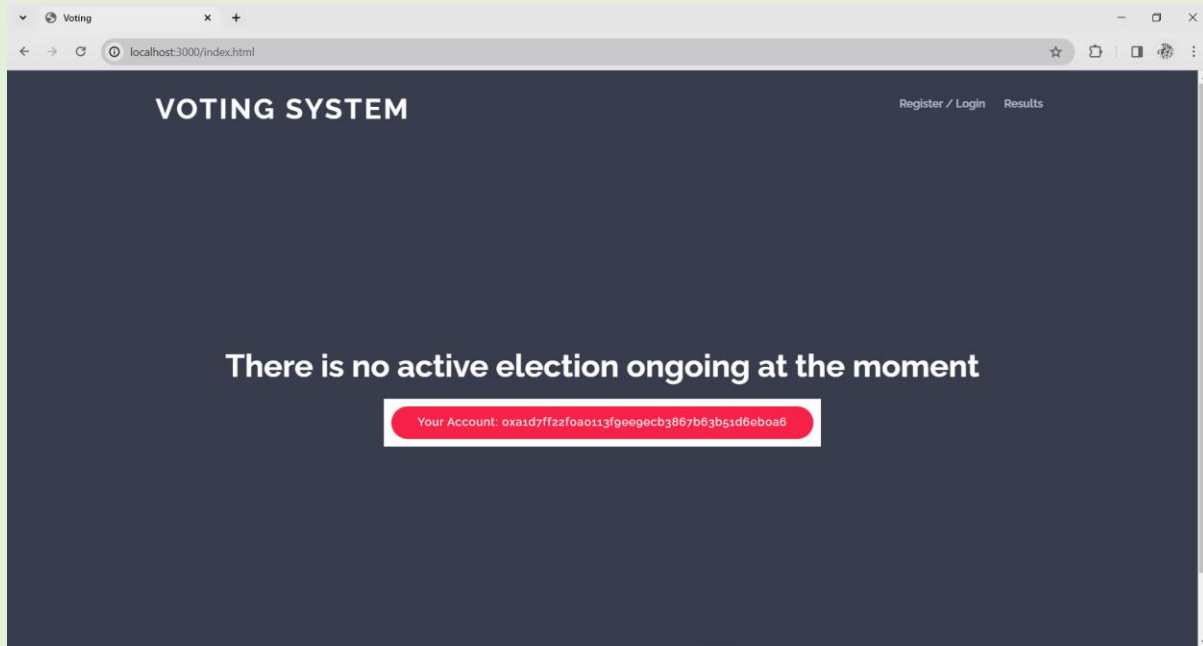 Voting
localhost:3000/index.html
VOTING SYSTEM
Register / Login Results
There is no active election ongoing at the moment
Your Account: 0xa1d7ff22f0a0113f9ee9ecb3867b63b51d6eb0a6